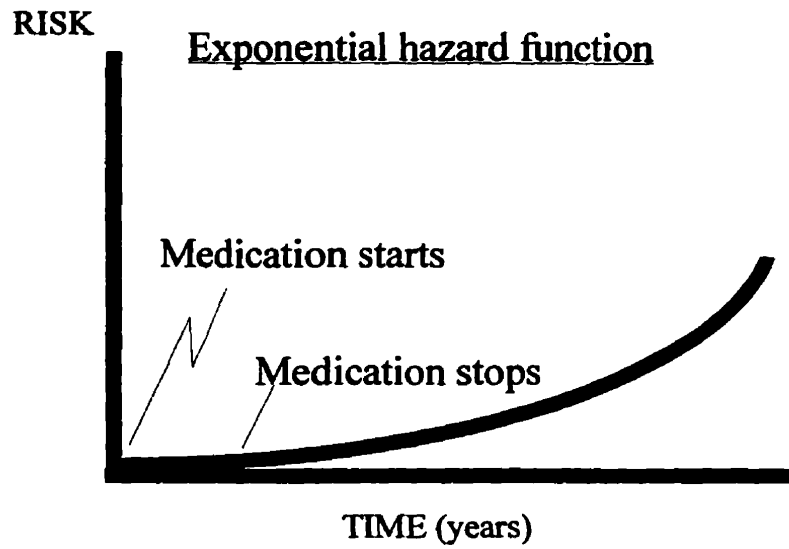 RISK
Exponential hazard function
Medication starts
Medication stops
TIME (years)